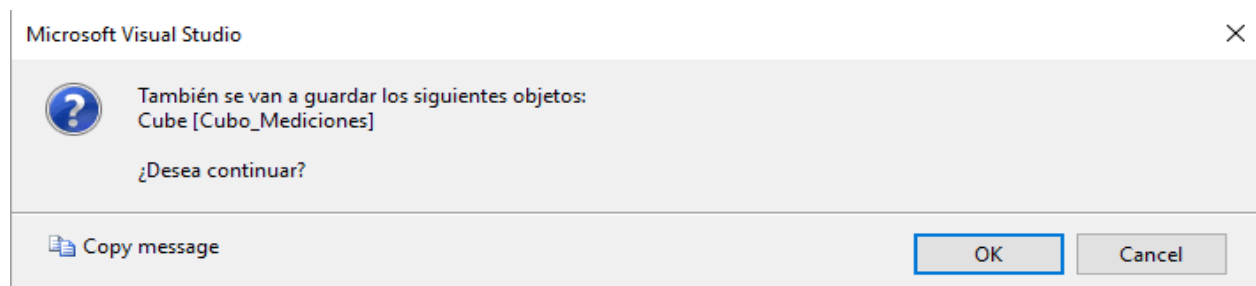 Microsoft Visual Studio
También se van a guardar los siguientes objetos:
Cube [Cubo_Mediciones]
¿Desea continuar?
Copy message
OK
Cancel